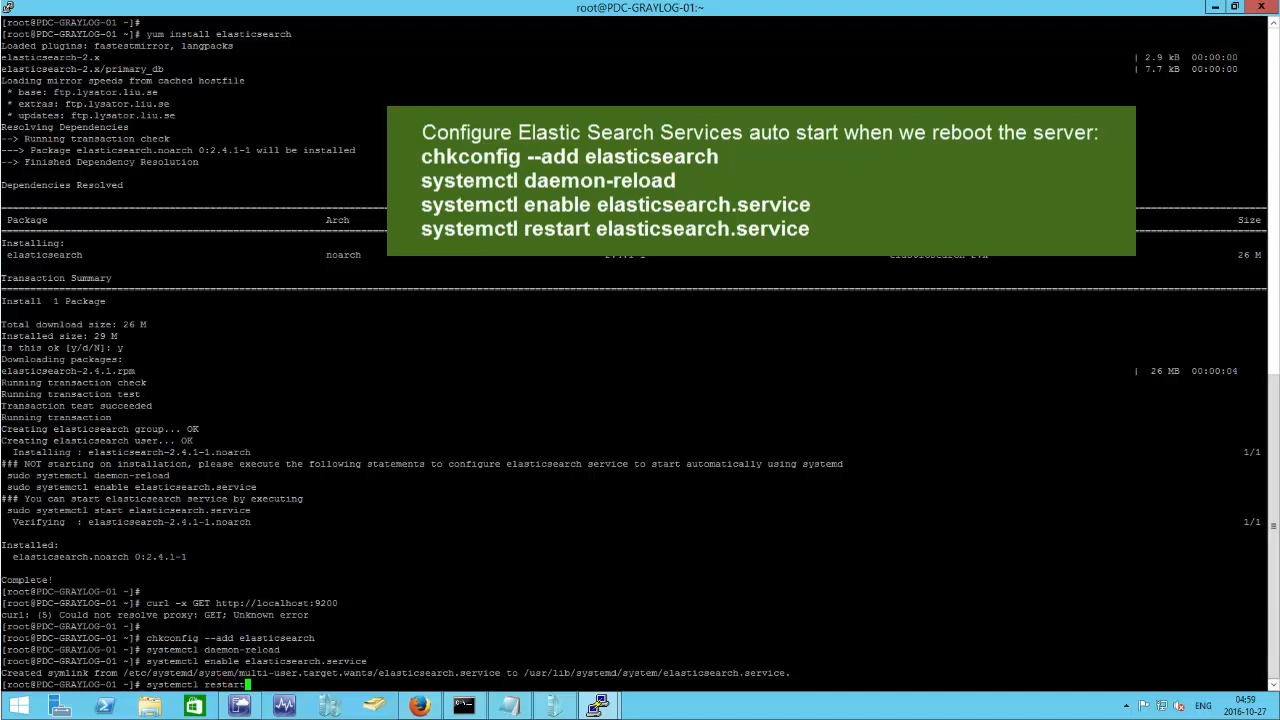 root@PDC-GRAYLOG-01:~
[root@PDC-GRAYLOG-01 ~]#
[root@PDC-GRAYLOG-01 ~]# yum install elasticsearch
Loaded plugins: fastestmirror, langpacks
elasticsearch-2.x | 2.9 kB 00:00:00
elasticsearch-2.x/primary_db | 7.7 kB 00:00:00
Loading mirror speeds from cached hostfile
* base: ftp.lysator.liu.se
* extras: ftp.lysator.liu.se
* updates: ftp.lysator.liu.se
Resolving Dependencies
--> Running transaction check
---> Package elasticsearch.noarch 0:2.4.1-1 will be installed
--> Finished Dependency Resolution
Configure Elastic Search Services auto start when we reboot the server:
chkconfig --add elasticsearch
systemctl daemon-reload
systemctl enable elasticsearch.service
systemctl restart elasticsearch.service
Dependencies Resolved
Package Arch Size
Installing:
elasticsearch noarch 26 M
Transaction Summary
Install 1 Package
Total download size: 26 M
Installed size: 29 M
Is this ok [y/d/N]: y
Downloading packages:
elasticsearch-2.4.1.rpm | 26 MB 00:00:04
Running transaction check
Running transaction test
Transaction test succeeded
Running transaction
Creating elasticsearch group... OK
Creating elasticsearch user... OK
Installing : elasticsearch-2.4.1-1.noarch 1/1
### NOT starting on installation, please execute the following statements to configure elasticsearch service to start automatically using systemd
sudo systemctl daemon-reload
sudo systemctl enable elasticsearch.service
### You can start elasticsearch service by executing
sudo systemctl start elasticsearch.service
Verifying : elasticsearch-2.4.1-1.noarch 1/1
Installed:
elasticsearch.noarch 0:2.4.1-1
Complete!
[root@PDC-GRAYLOG-01 ~]#
[root@PDC-GRAYLOG-01 ~]# curl -x GET http://localhost:9200
curl: (5) Could not resolve proxy: GET; Unknown error
[root@PDC-GRAYLOG-01 ~]#
[root@PDC-GRAYLOG-01 ~]# chkconfig --add elasticsearch
[root@PDC-GRAYLOG-01 ~]# systemctl daemon-reload
[root@PDC-GRAYLOG-01 ~]# systemctl enable elasticsearch.service
Created symlink from /etc/systemd/system/multi-user.target.wants/elasticsearch.service to /usr/lib/systemd/system/elasticsearch.service.
[root@PDC-GRAYLOG-01 ~]# systemctl restart
ENG
04:59
2016-10-27